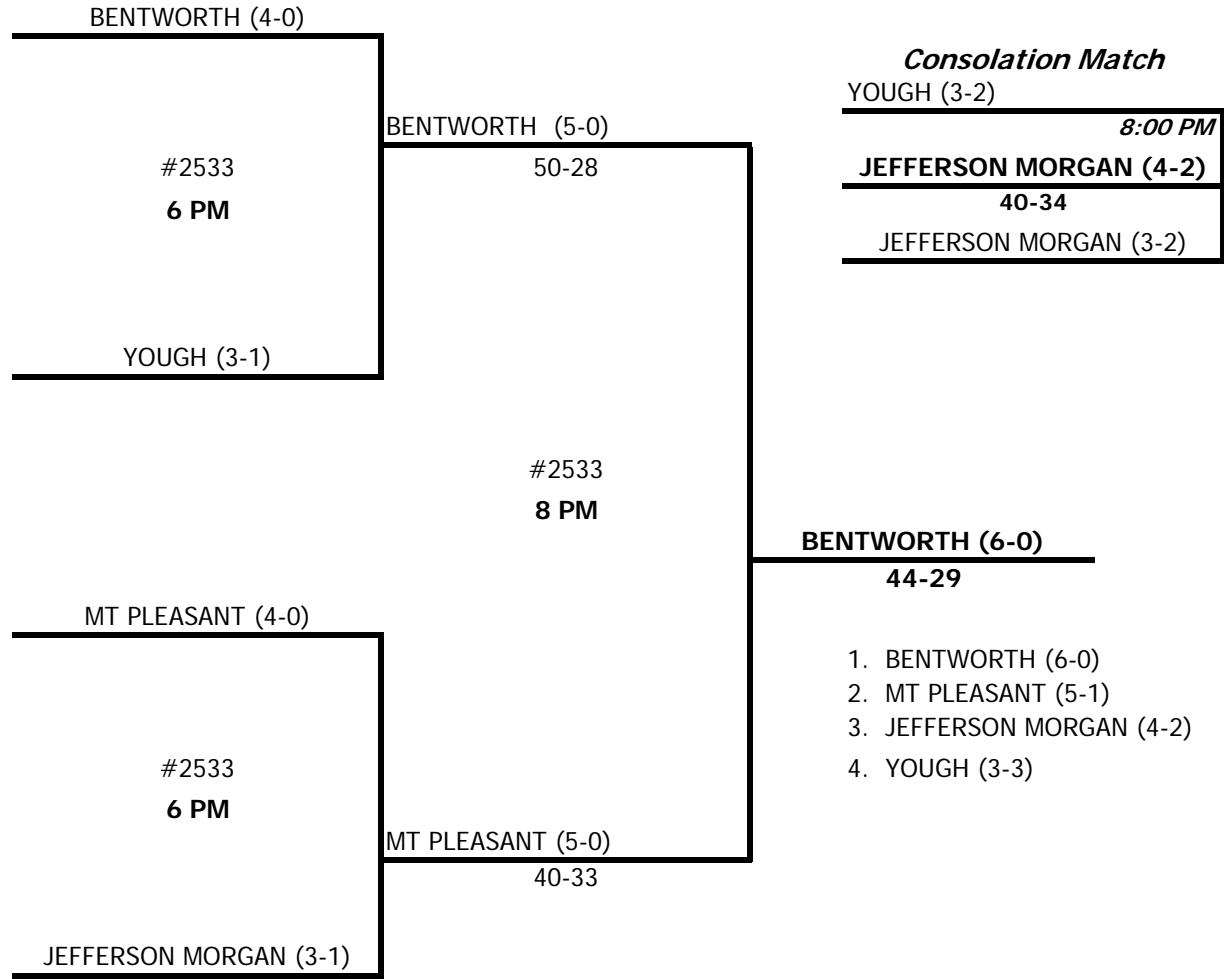 BENTWORTH (4-0)
#2533
6 PM
YOUGH (3-1)
BENTWORTH (5-0)
50-28
Consolation Match
YOUGH (3-2)
8:00 PM
JEFFERSON MORGAN (4-2)
40-34
JEFFERSON MORGAN (3-2)
#2533
8 PM
BENTWORTH (6-0)
44-29
MT PLEASANT (4-0)
#2533
6 PM
JEFFERSON MORGAN (3-1)
MT PLEASANT (5-0)
40-33
1. BENTWORTH (6-0)
2. MT PLEASANT (5-1)
3. JEFFERSON MORGAN (4-2)
4. YOUGH (3-3)